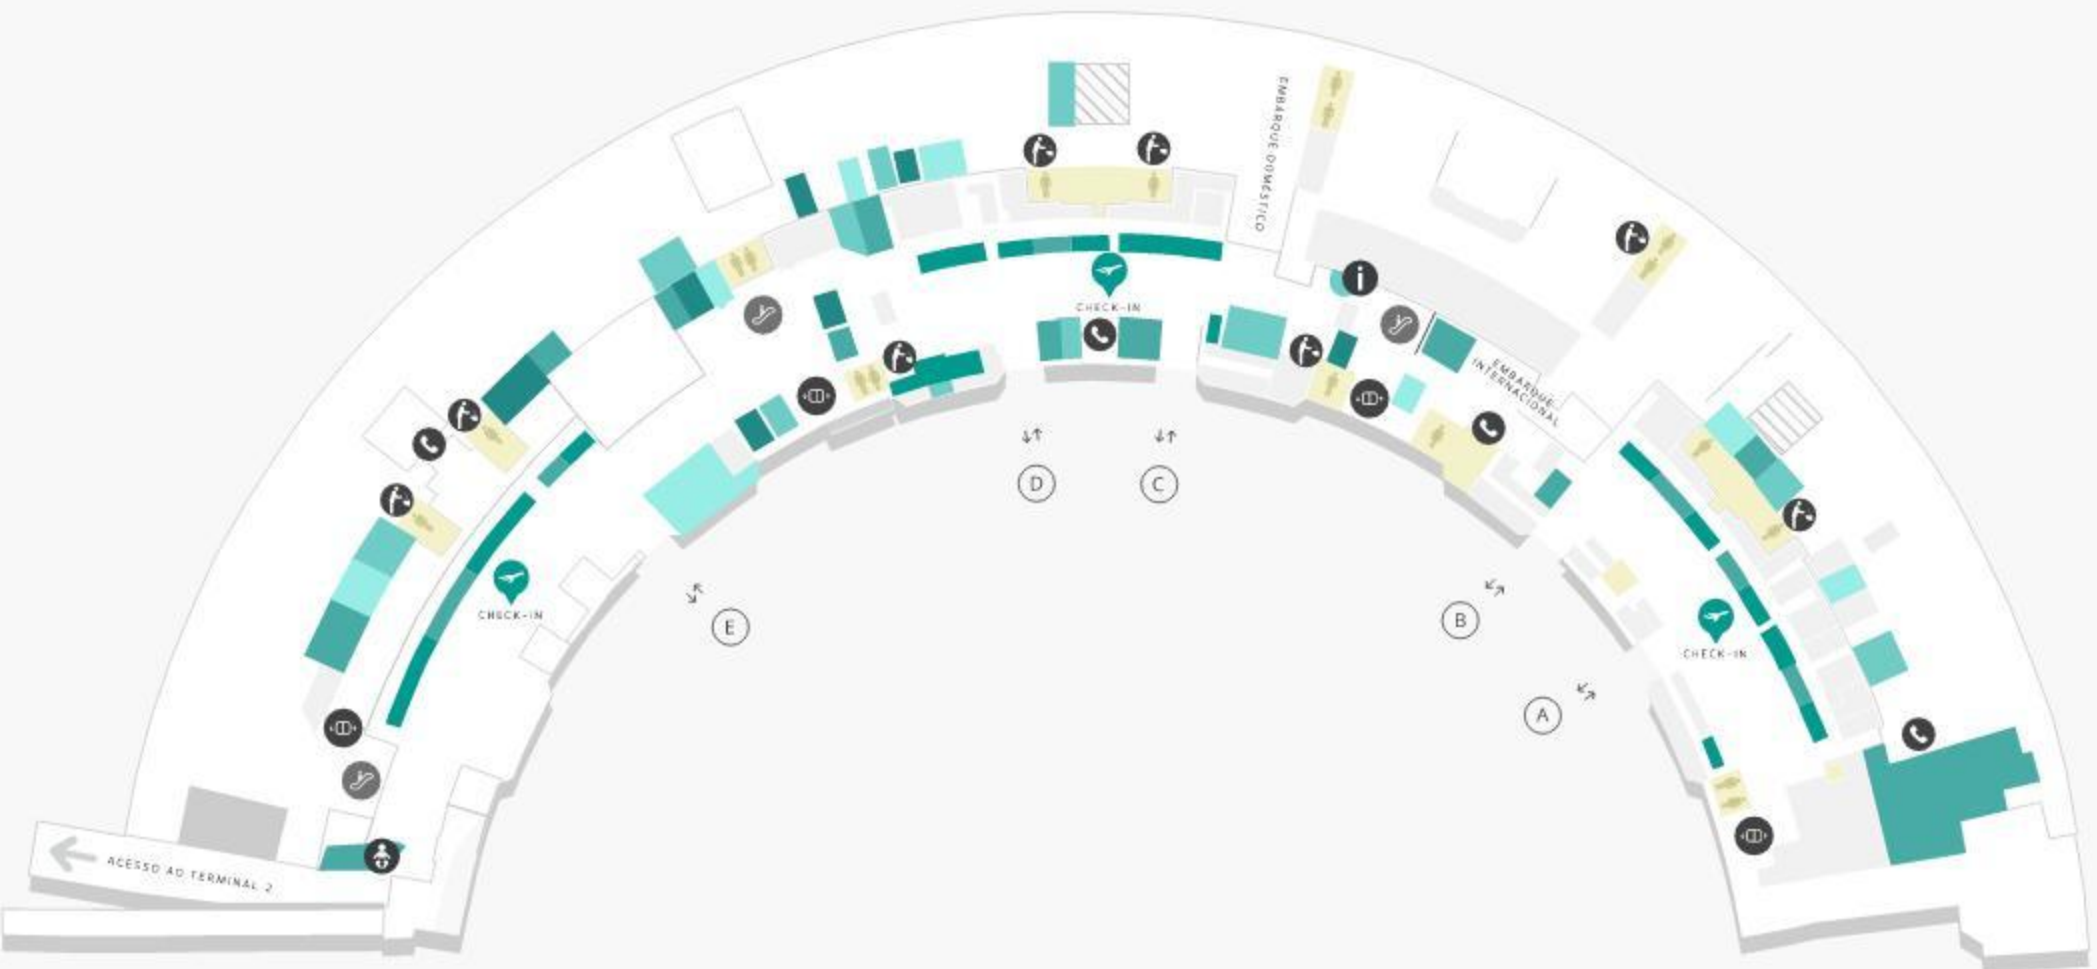 EMBARQUE DOMÉSTICO
CHECK-IN
EMBARQUE
INTERNACIONAL
D
C
CHECK-IN
E
B
CHECK-IN
A
ACESSO AO TERMINAL 2